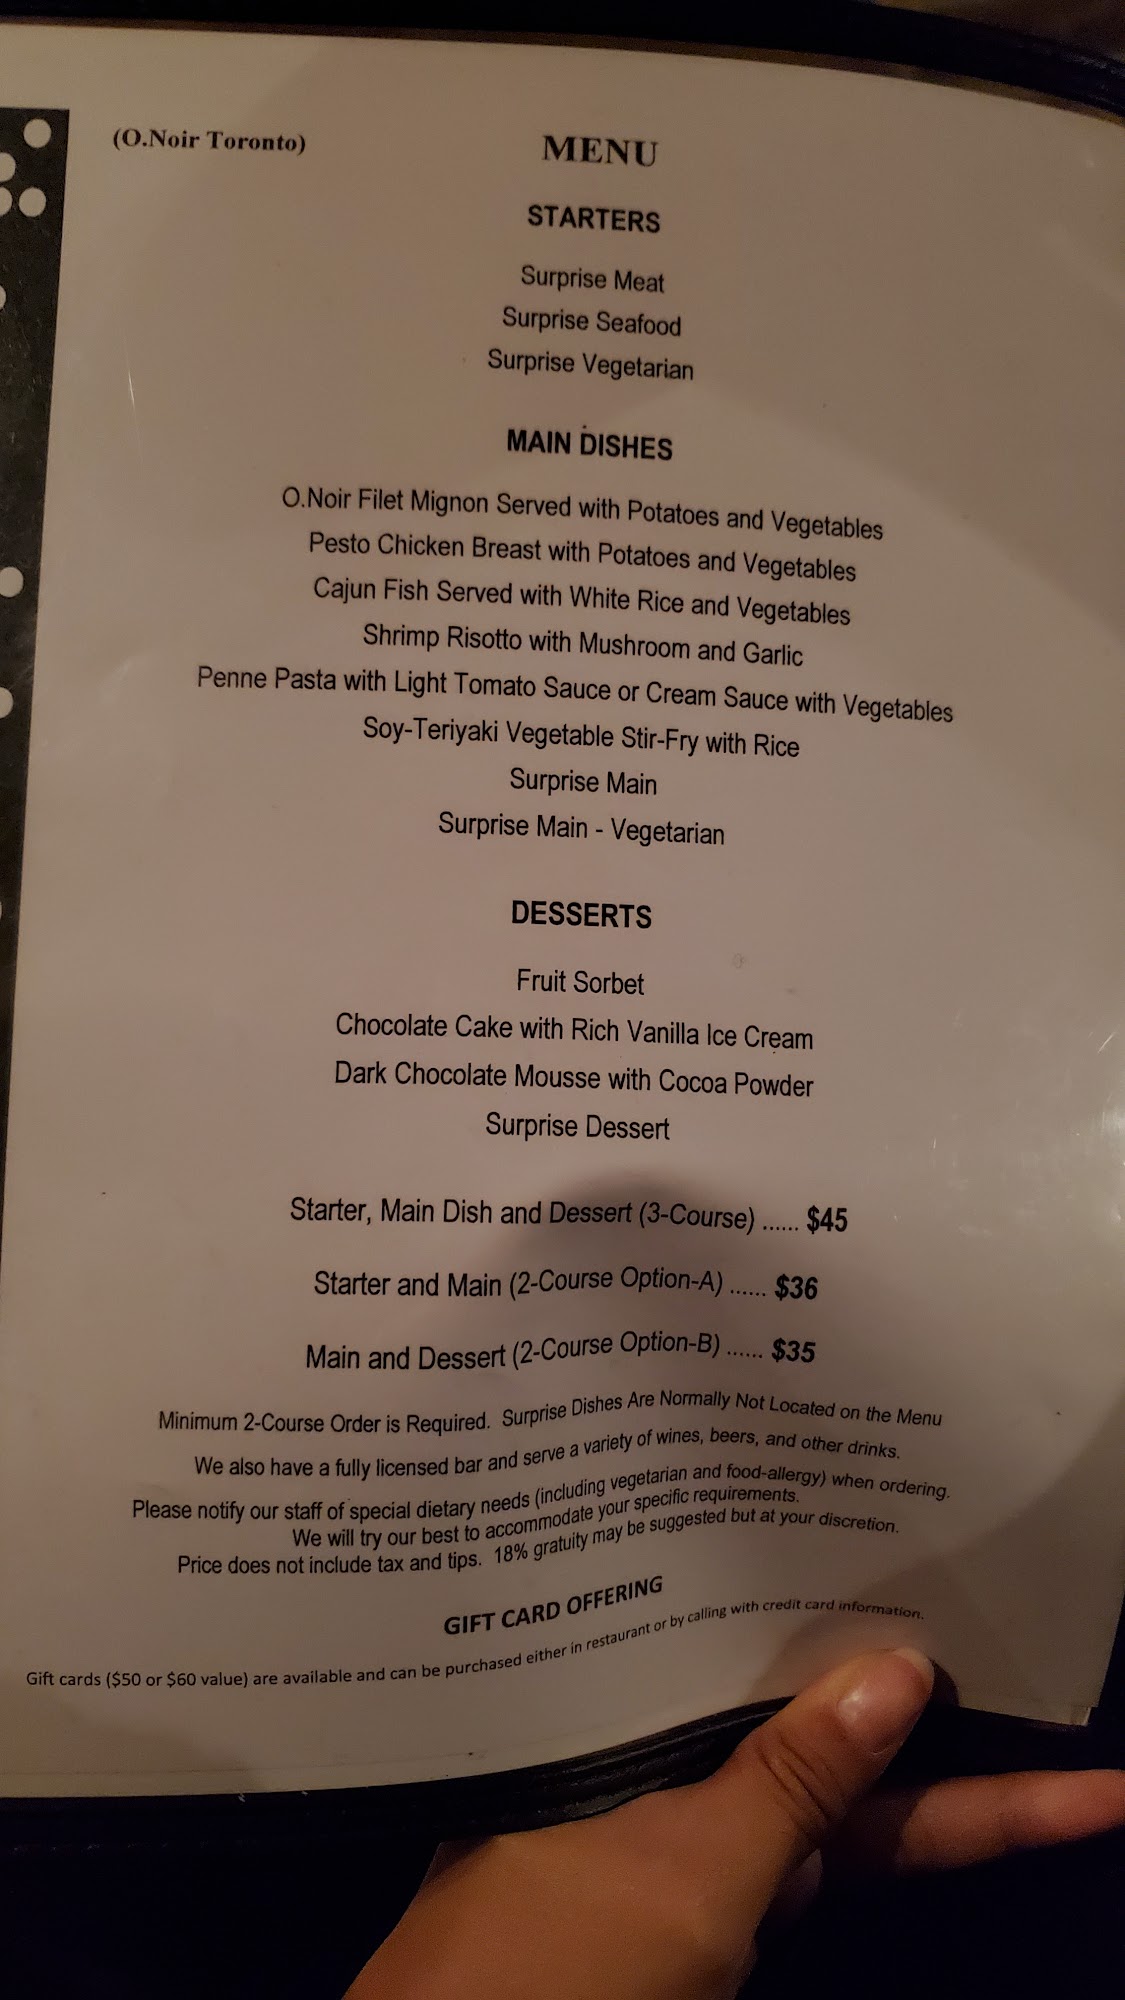 (O.Noir Toronto)
MENU
STARTERS
Surprise Meat
Surprise Seafood
Surprise Vegetarian
MAIN DISHES
O.Noir Filet Mignon Served with Potatoes and Vegetables
Pesto Chicken Breast with Potatoes and Vegetables
Cajun Fish Served with White Rice and Vegetables
Shrimp Risotto with Mushroom and Garlic
Penne Pasta with Light Tomato Sauce or Cream Sauce with Vegetables
Soy-Teriyaki Vegetable Stir-Fry with Rice
Surprise Main
Surprise Main - Vegetarian
DESSERTS
Fruit Sorbet
Chocolate Cake with Rich Vanilla Ice Cream
Dark Chocolate Mousse with Cocoa Powder
Surprise Dessert
Starter, Main Dish and Dessert (3-Course) ...... $45
Starter and Main (2-Course Option-A) ...... $36
Main and Dessert (2-Course Option-B) ...... $35
Minimum 2-Course Order is Required. Surprise Dishes Are Normally Not Located on the Menu
We also have a fully licensed bar and serve a variety of wines, beers, and other drinks.
Please notify our staff of special dietary needs (including vegetarian and food-allergy) when ordering.
We will try our best to accommodate your specific requirements.
Price does not include tax and tips. 18% gratuity may be suggested but at your discretion.
GIFT CARD OFFERING
Gift cards ($50 or $60 value) are available and can be purchased either in restaurant or by calling with credit card information.